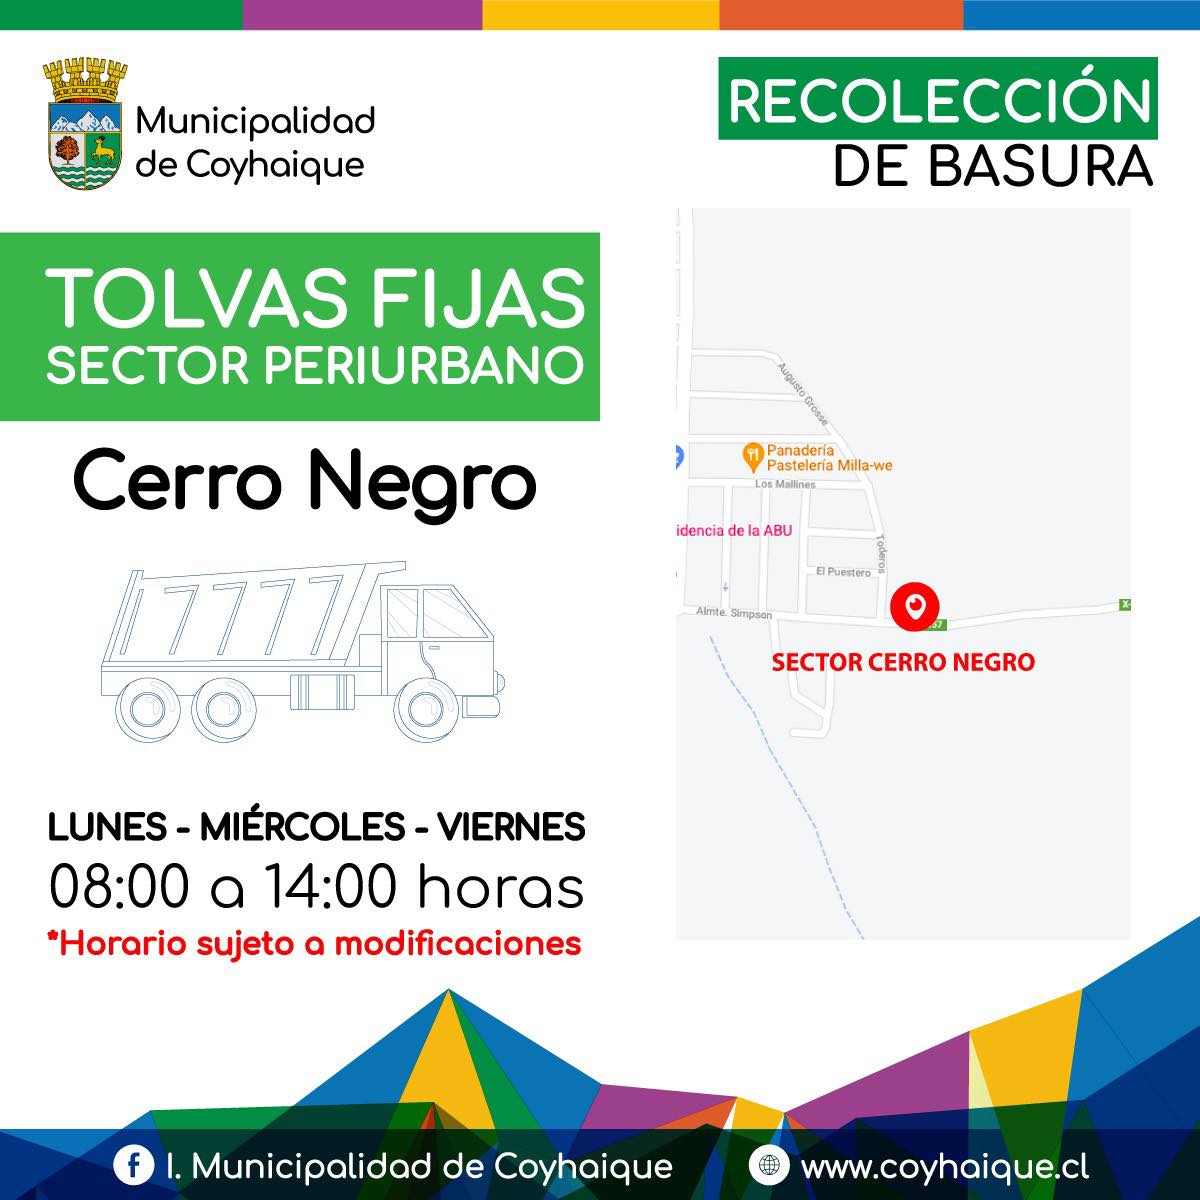 Municipalidad
de Coyhaique
RECOLECCIÓN
DE BASURA
TOLVAS FIJAS
SECTOR PERIURBANO
Cerro Negro
LUNES - MIÉRCOLES - VIERNES
08:00 a 14:00 horas
*Horario sujeto a modificaciones
Augusto Grosse
Panadería
Pastelería Milla-we
Los Mallines
idencia de la ABU
Toderos
El Puestero
Almte. Simpson
X-
57
SECTOR CERRO NEGRO
I. Municipalidad de Coyhaique
www.coyhaique.cl